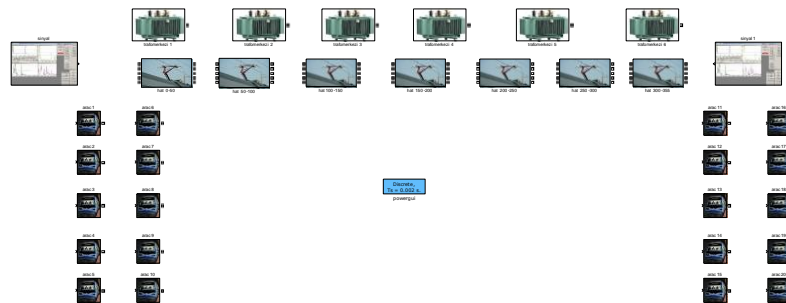 trafomerkezi 1
trafomerkezi 2
trafomerkezi 3
trafomerkezi 4
trafomerkezi 5
trafomerkezi 6
sinyal
sinyal 1
hat 0-50
hat 50-100
hat 100-150
hat 150-200
hat 200-250
hat 250-300
hat 300-355
arac 1
arac 6
arac 11
arac 16
arac 2
arac 7
arac 12
arac 17
Discrete,
Ts = 0.002 s.
powergui
arac 3
arac 8
arac 13
arac 18
arac 4
arac 9
arac 14
arac 19
arac 5
arac 10
arac 15
arac 20